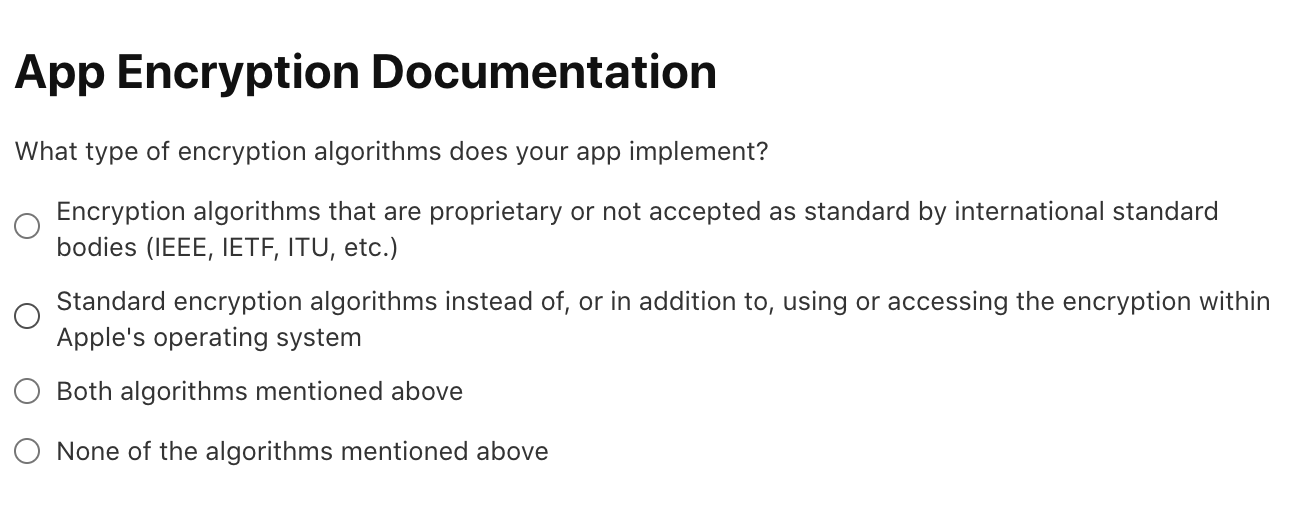 App Encryption Documentation
What type of encryption algorithms does your app implement?
Encryption algorithms that are proprietary or not accepted as standard by international standard
bodies (IEEE, IETF, ITU, etc.)
Standard encryption algorithms instead of, or in addition to, using or accessing the encryption within
Apple's operating system
Both algorithms mentioned above
None of the algorithms mentioned above